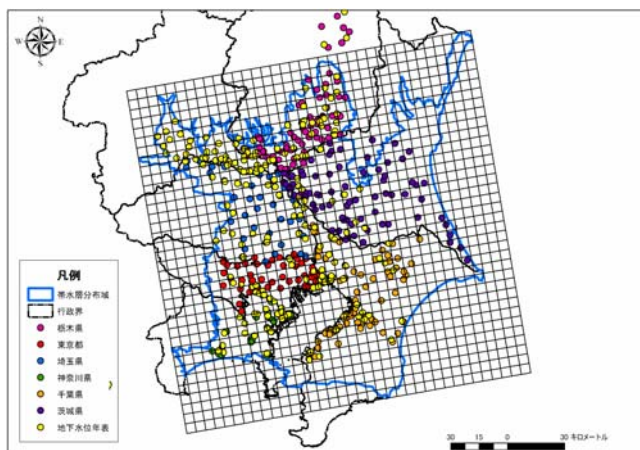 N
W E
S
凡例
帯水層分布域
行政界
栃木県
東京都
埼玉県
神奈川県
千葉県
茨城県
地下水位年表
30 22 12 0 30 キロメートル